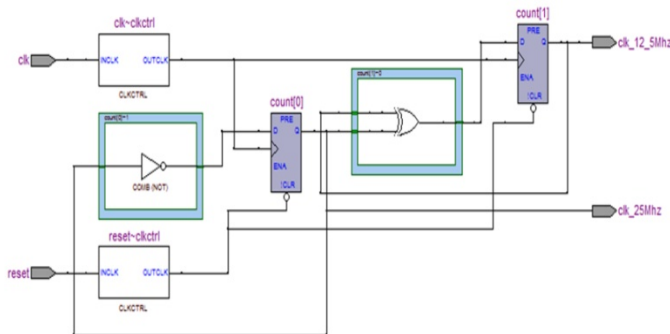 count[1]
clk~clkctrl
PRE
D Q
clk_12_5Mhz
clk
INCLK OUTCLK
ENA
count[0]
CLKCTRL
!CLR
PRE
D Q
COMB (NOT)
ENA
!CLR
reset~clkctrl
clk_25Mhz
reset
INCLK OUTCLK
CLKCTRL